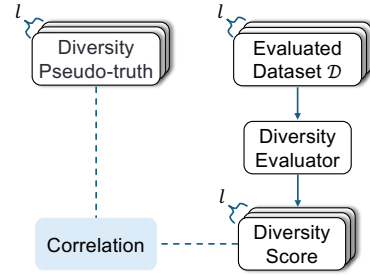 l
Diversity
Pseudo-truth
l
Evaluated
Dataset 𝒟
Diversity
Evaluator
l
Diversity
Score
Correlation